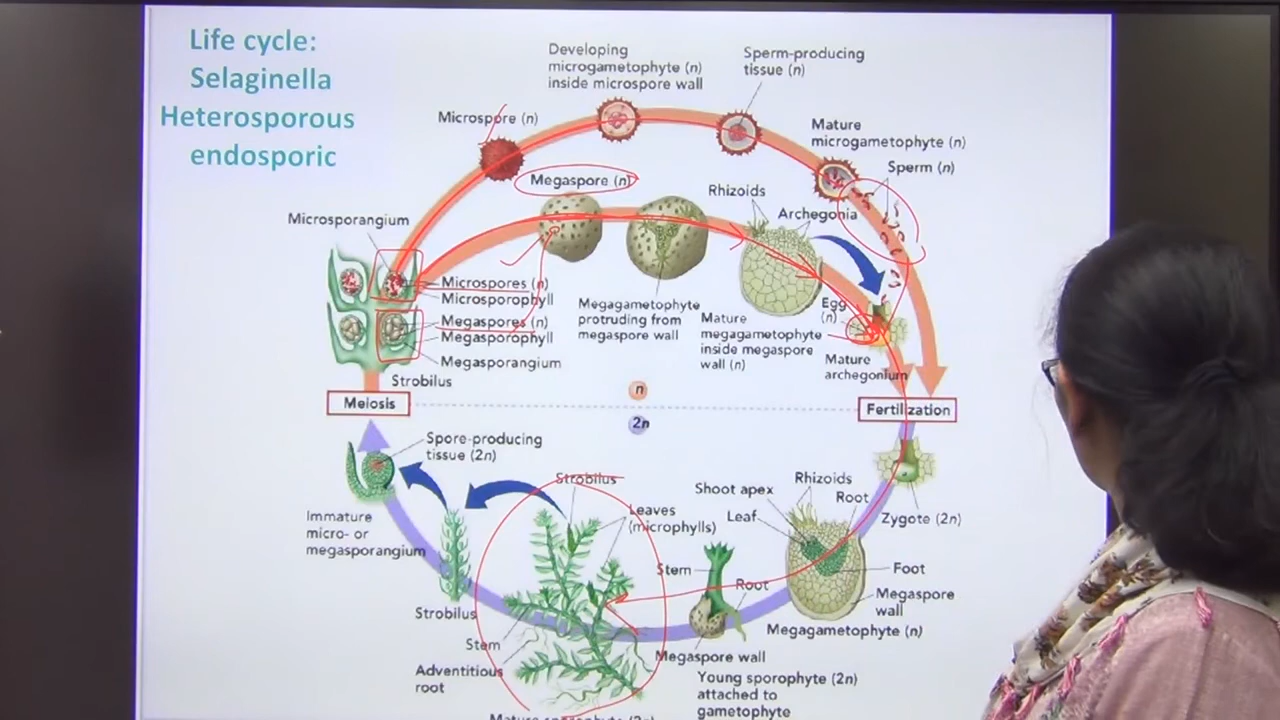 Life cycle:
Selaginella
Heterosporous
endosporic
Developing
microgametophyte (n)
inside microspore wall
Sperm-producing
tissue (n)
Microspore (n)
Mature
microgametophyte (n)
Sperm (n)
Megaspore (n)
Rhizoids
Archegonia
Microsporangium
Microspores (n)
Microsporophyll
Megaspores (n)
Megasporophyll
Megasporangium
Strobilus
Megagametophyte
protruding from
megaspore wall
Mature
megagametophyte
inside megaspore
wall (n)
Egg
(n)
Mature
archegonium
Meiosis
n
2n
Fertilization
Spore-producing
tissue (2n)
Immature
micro- or
megasporangium
Strobilus
Strobilus
Leaves
(microphylls)
Stem
Adventitious
root
Mature sporophyte (2n)
Stem
Root
Megaspore wall
Young sporophyte (2n)
attached to
gametophyte
Shoot apex
Leaf
Rhizoids
Root
Zygote (2n)
Foot
Megaspore
wall
Megagametophyte (n)